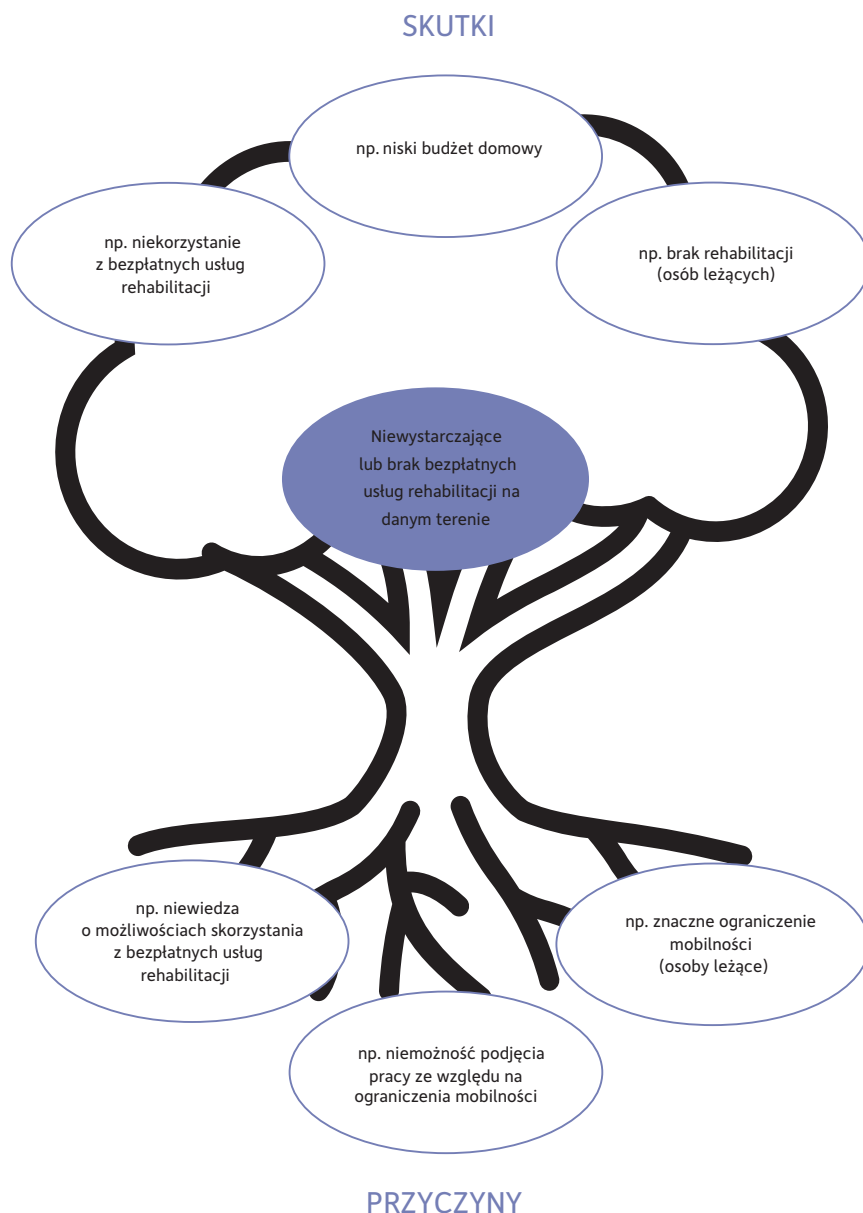 SKUTKI
np. niski budżet domowy
np. niekorzystanie
z bezpłatnych usług
rehabilitacji
np. brak rehabilitacji
(osób leżących)
Niewystarczające
lub brak bezpłatnych
usług rehabilitacji na
danym terenie
np. niewiedza
o możliwościach skorzystania
z bezpłatnych usług
rehabilitacji
np. znaczne ograniczenie
mobilności
(osoby leżące)
np. niemożność podjęcia
pracy ze względu na
ograniczenia mobilności
PRZYCZYNY